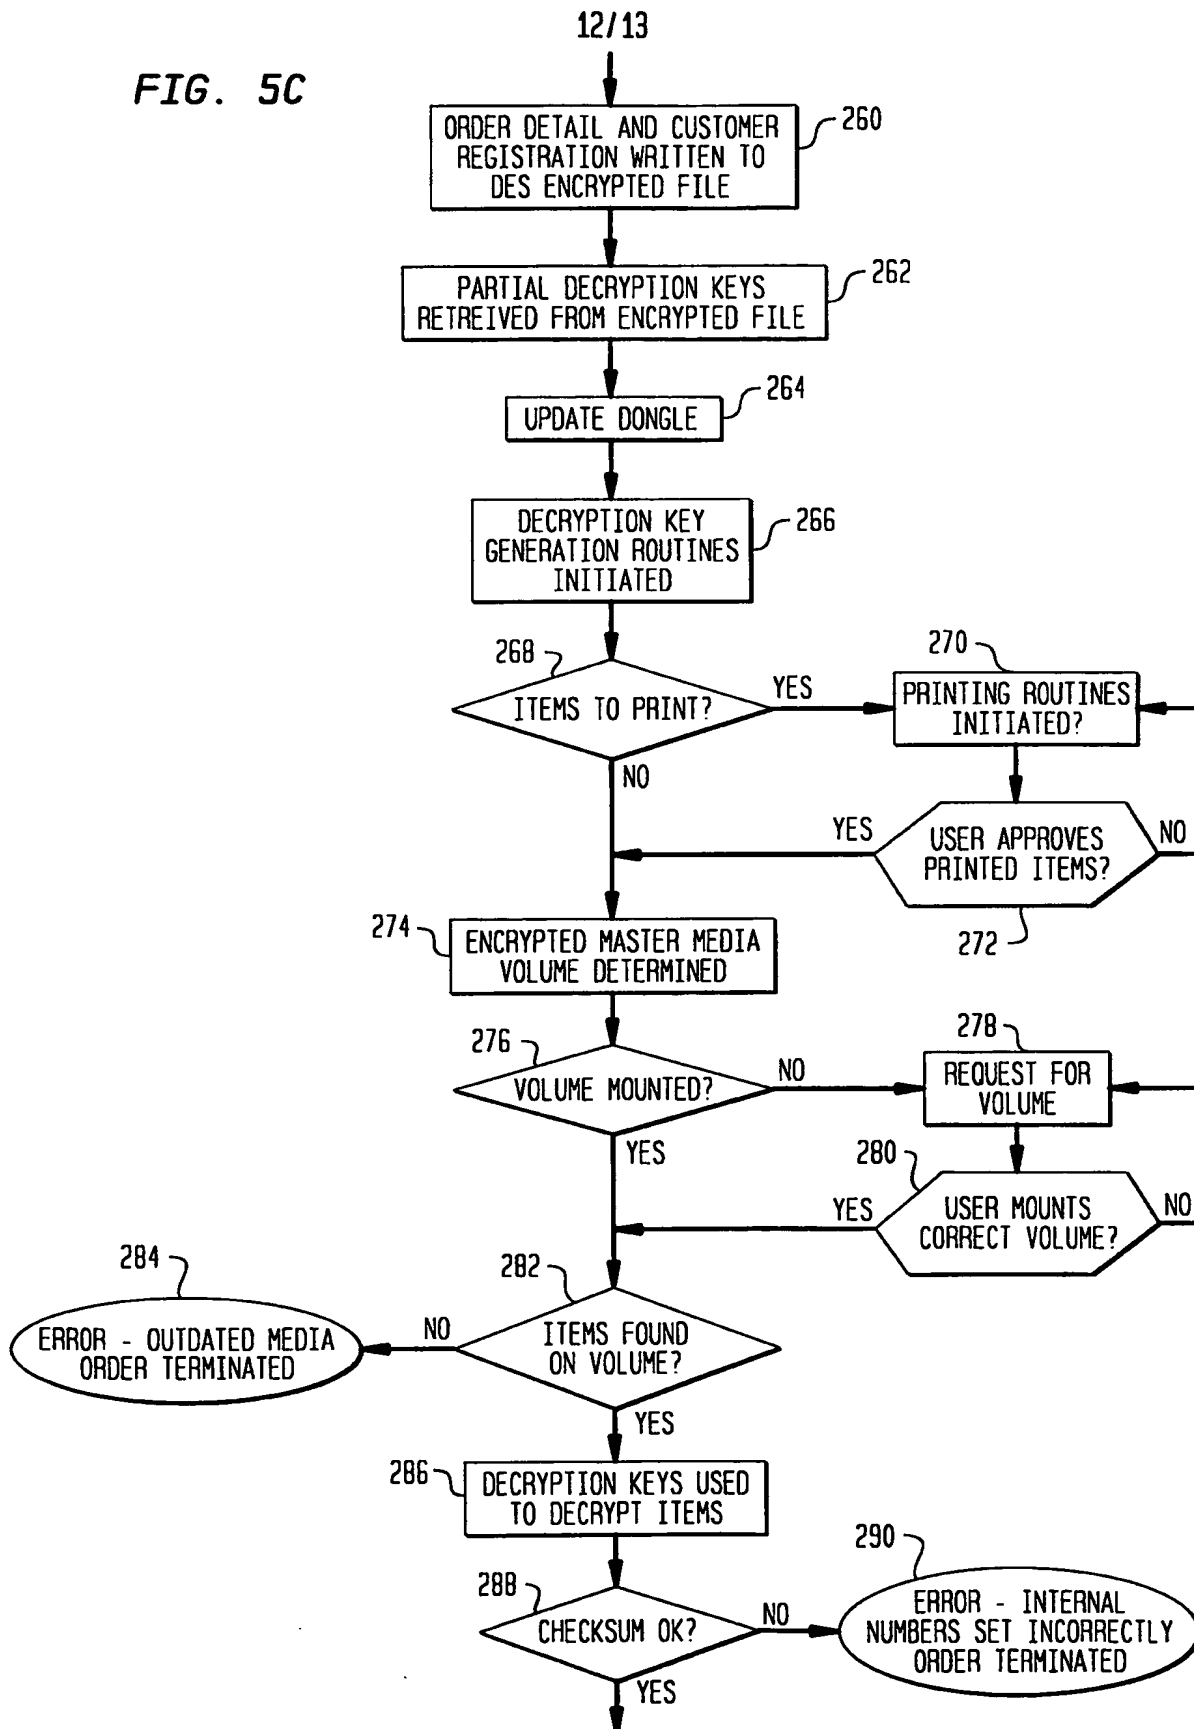 12/13
FIG. 5C
ORDER DETAIL AND CUSTOMER
REGISTRATION WRITTEN TO
DES ENCRYPTED FILE
260
PARTIAL DECRYPTION KEYS
RETREIVED FROM ENCRYPTED FILE
262
UPDATE DONGLE
264
DECRYPTION KEY
GENERATION ROUTINES
INITIATED
266
268
ITEMS TO PRINT?
YES
NO
270
PRINTING ROUTINES
INITIATED?
YES
USER APPROVES
PRINTED ITEMS?
NO
272
274
ENCRYPTED MASTER MEDIA
VOLUME DETERMINED
276
VOLUME MOUNTED?
NO
YES
278
REQUEST FOR
VOLUME
280
YES
USER MOUNTS
CORRECT VOLUME?
NO
284
ERROR - OUTDATED MEDIA
ORDER TERMINATED
282
NO
ITEMS FOUND
ON VOLUME?
YES
286
DECRYPTION KEYS USED
TO DECRYPT ITEMS
288
CHECKSUM OK?
NO
YES
290
ERROR - INTERNAL
NUMBERS SET INCORRECTLY
ORDER TERMINATED